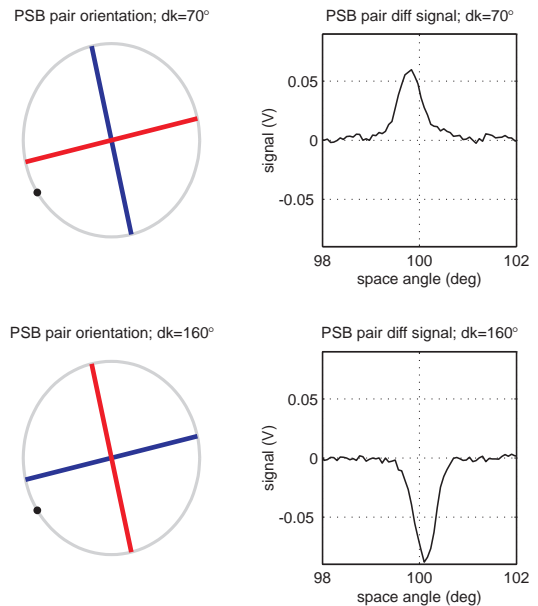 PSB pair orientation; dk=70°
PSB pair diff signal; dk=70°
0.05
0
-0.05
signal (V)
98
100
102
space angle (deg)
PSB pair orientation; dk=160°
PSB pair diff signal; dk=160°
0.05
0
-0.05
signal (V)
98
100
102
space angle (deg)